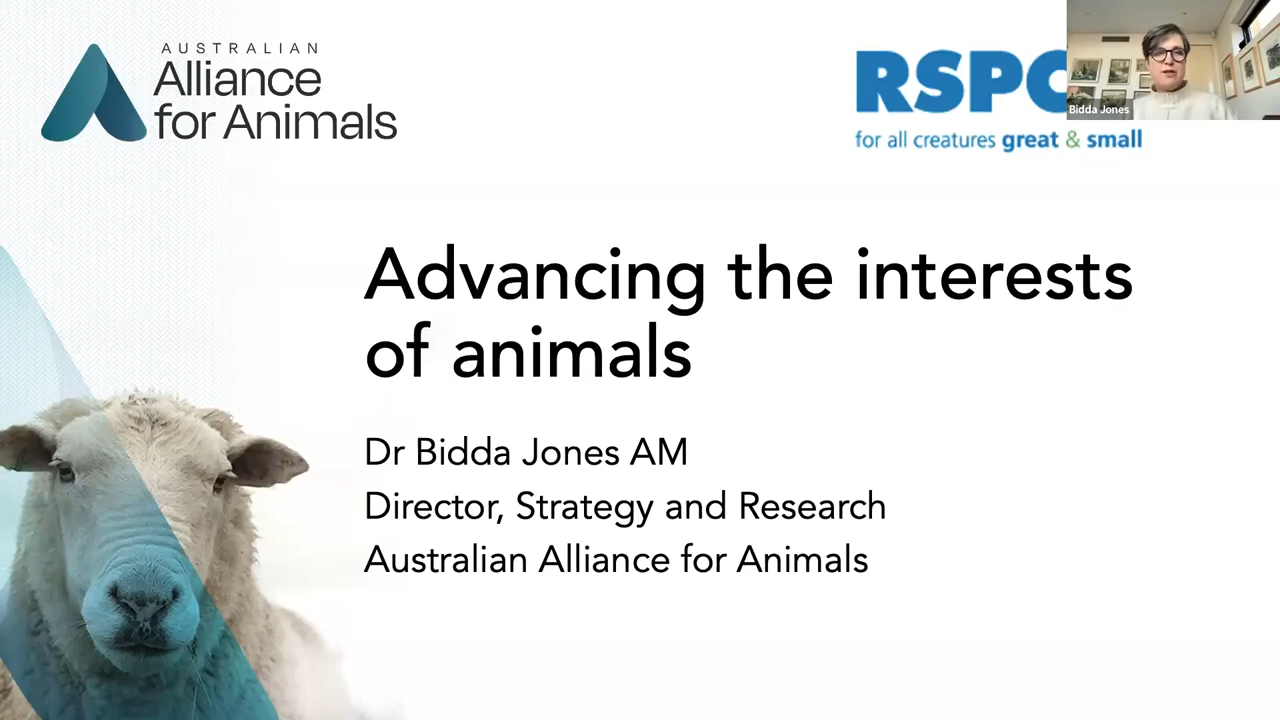 AUSTRALIAN
Alliance
for Animals
RSPC
for all creatures great & small
Bidda Jones
Advancing the interests
of animals
Dr Bidda Jones AM
Director, Strategy and Research
Australian Alliance for Animals